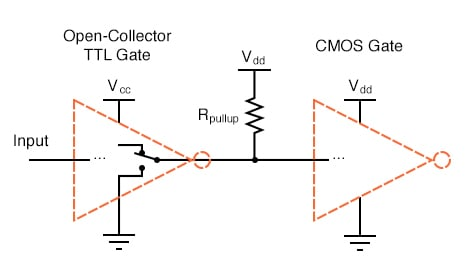 Open-Collector
TTL Gate
CMOS Gate
Vdd
Vcc
Vdd
Rpullup
Input
...
...